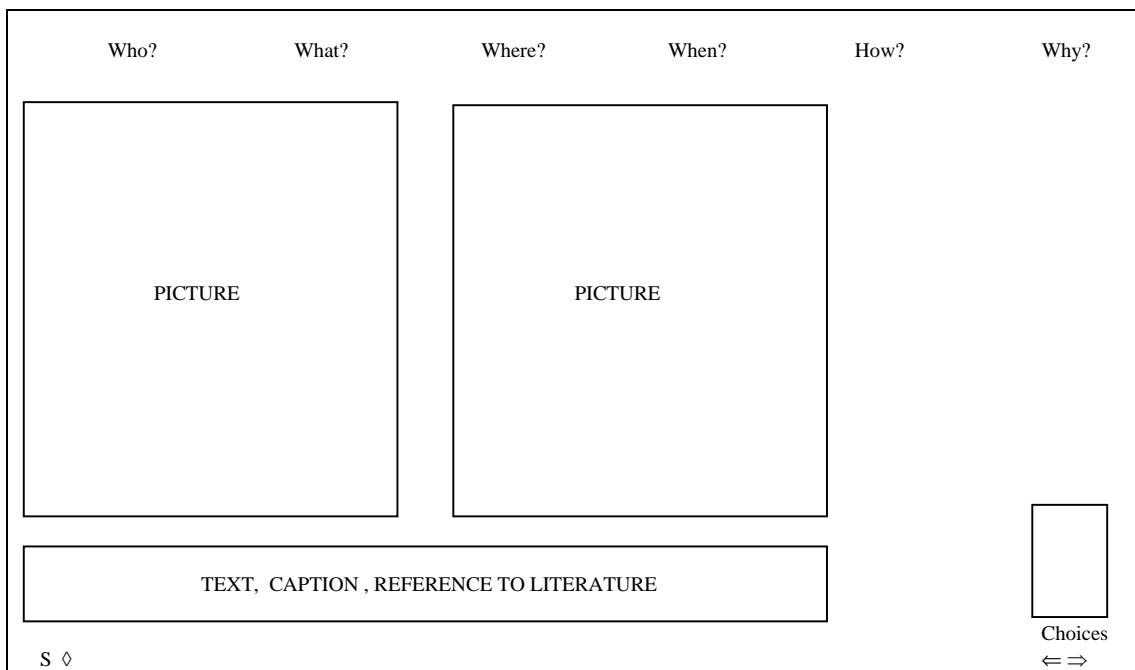 Who? What? Where? When? How? Why?
PICTURE PICTURE
TEXT, CAPTION , REFERENCE TO LITERATURE
Choices
S ◊ ⇐ ⇒